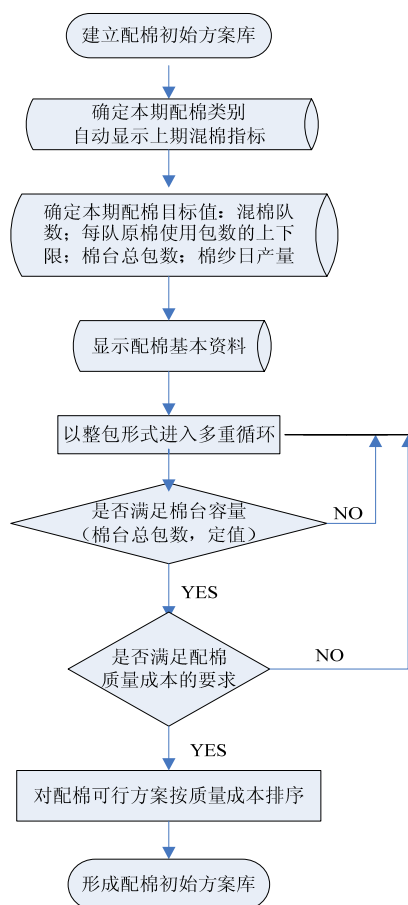 建立配棉初始方案库
确定本期配棉类别
自动显示上期混棉指标
确定本期配棉目标值：混棉队
数；每队原棉使用包数的上下
限；棉台总包数；棉纱日产量
显示配棉基本资料
以整包形式进入多重循环
是否满足棉台容量
（棉台总包数，定值）
NO
YES
是否满足配棉
质量成本的要求
NO
YES
对配棉可行方案按质量成本排序
形成配棉初始方案库